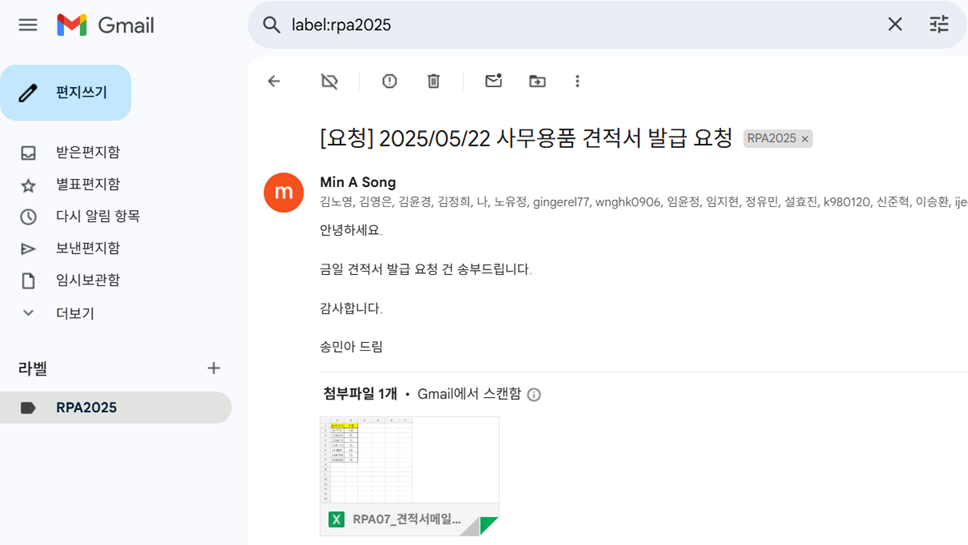 Gmail
label:rpa2025
편지쓰기
받은편지함
별표편지함
다시 알림 항목
보낸편지함
임시보관함
더보기
라벨
RPA2025
[요청] 2025/05/22 사무용품 견적서 발급 요청 RPA2025 ×
m
Min A Song
김노영, 김영은, 김윤경, 김정희, 나, 노유정, gingerel77, wnghk0906, 임윤정, 임지현, 정유민, 설효진, k980120, 신준혁, 이승환, ije
안녕하세요.
금일 견적서 발급 요청 건 송부드립니다.
감사합니다.
송민아 드림
첨부파일 1개 • Gmail에서 스캔함
X RPA07_견적서메일...